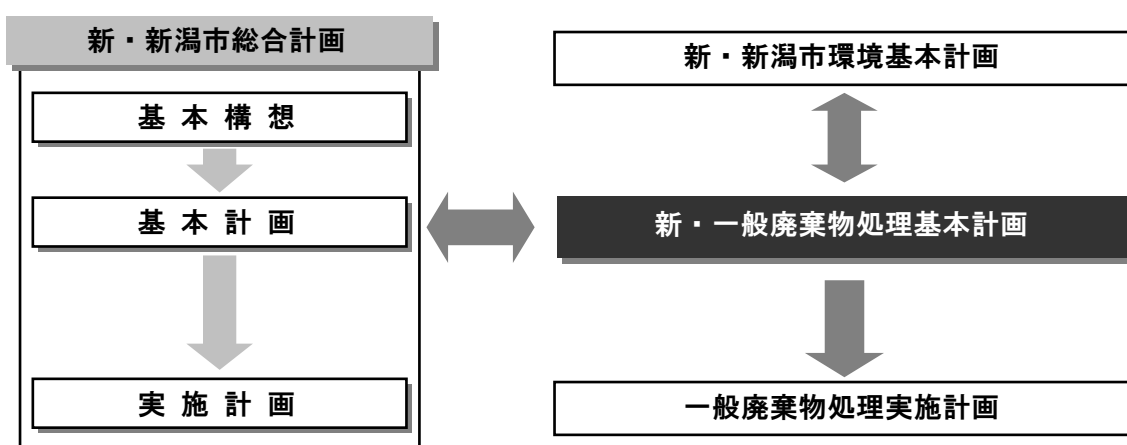 新・新潟市総合計画
基本構想
基本計画
実施計画
新・新潟市環境基本計画
新・一般廃棄物処理基本計画
一般廃棄物処理実施計画